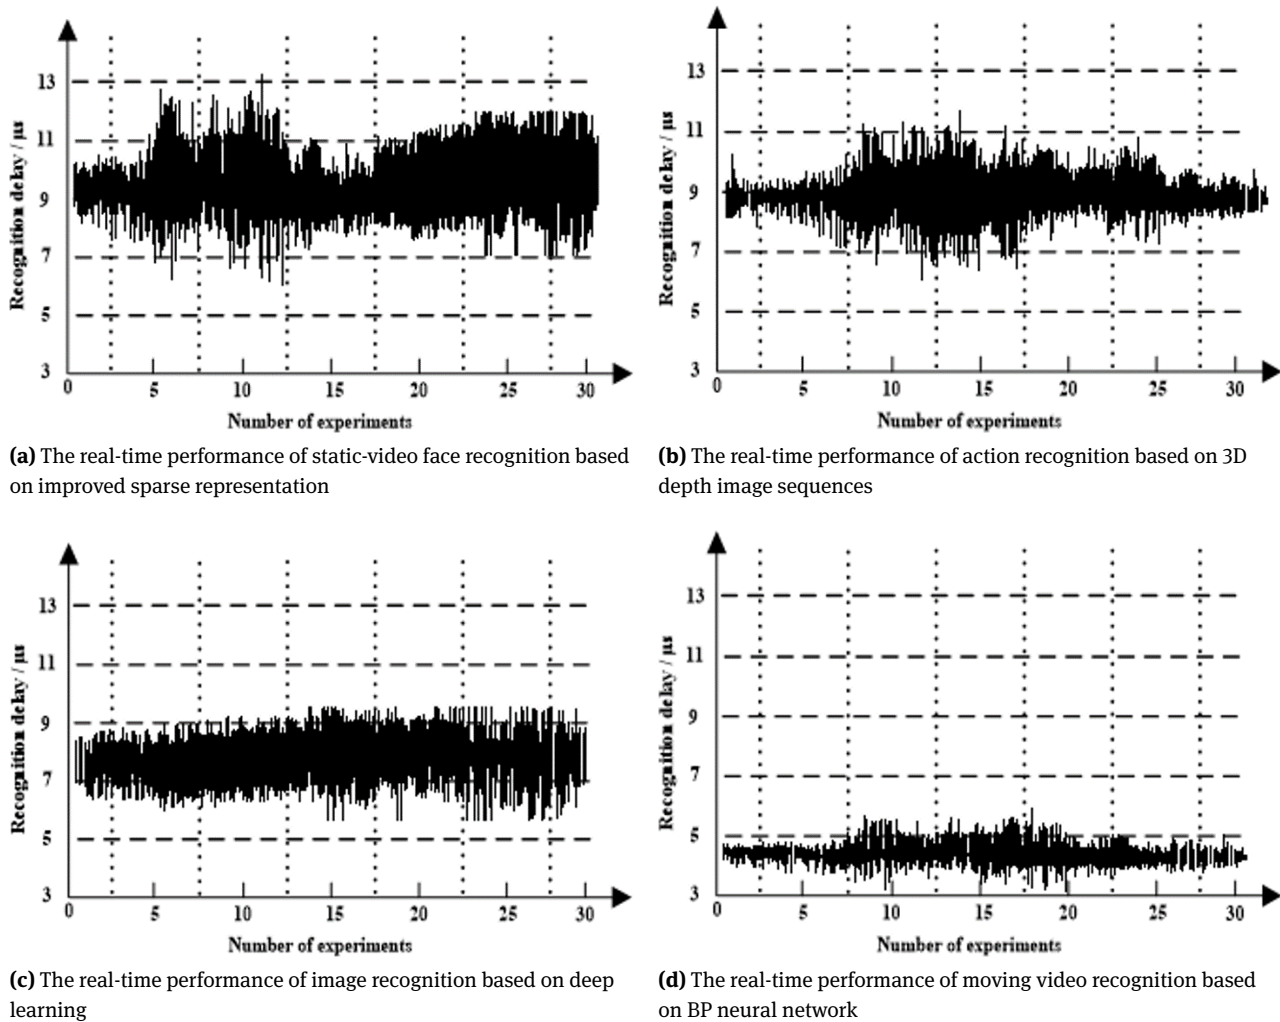 13
11
9
7
5
3
Recognition delay / μs
0 5 10 15 20 25 30
Number of experiments
(a) The real-time performance of static-video face recognition based
on improved sparse representation
13
11
9
7
5
3
Recognition delay / μs
0 5 10 15 20 25 30
Number of experiments
(b) The real-time performance of action recognition based on 3D
depth image sequences
13
11
9
7
5
3
Recognition delay / μs
0 5 10 15 20 25 30
Number of experiments
(c) The real-time performance of image recognition based on deep
learning
13
11
9
7
5
3
Recognition delay / μs
0 5 10 15 20 25 30
Number of experiments
(d) The real-time performance of moving video recognition based
on BP neural network